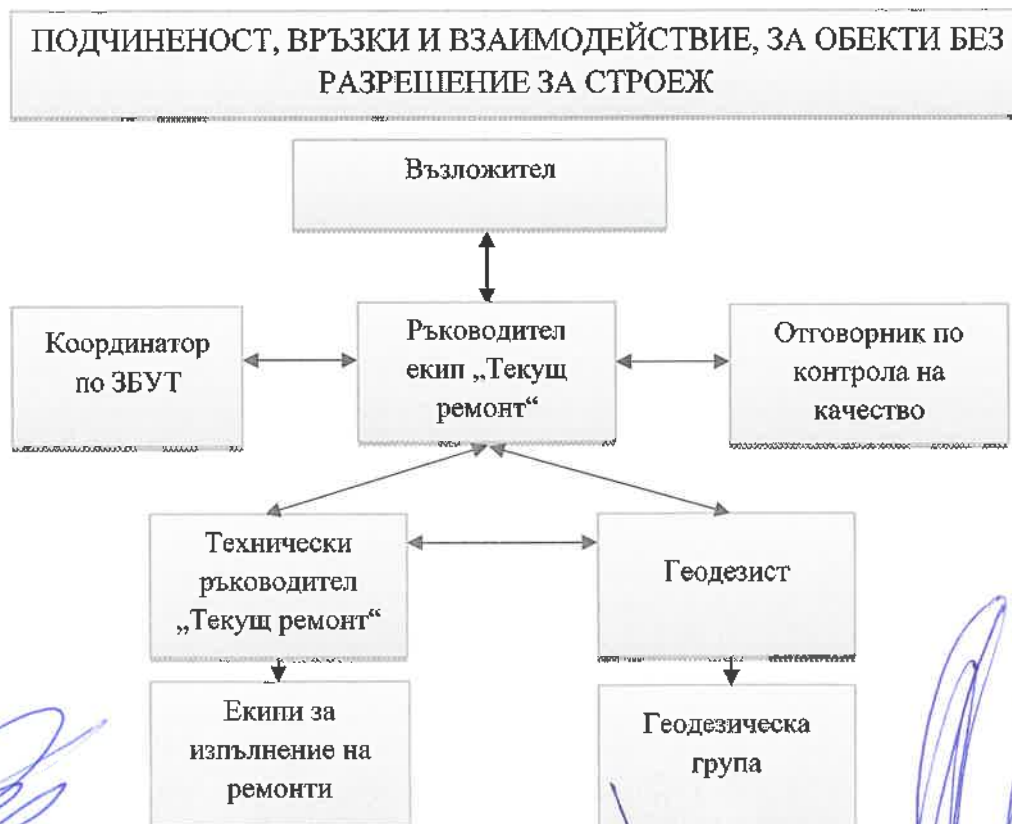 ПОДЧИНЕНОСТ, ВРЪЗКИ И ВЗАИМОДЕЙСТВИЕ, ЗА ОБЕКТИ БЕЗ
РАЗРЕШЕНИЕ ЗА СТРОЕЖ
Възложител
Координатор
по ЗБУТ
Ръководител
екип „Текущ
ремонт“
Отговорник по
контрола на
качество
Технически
ръководител
„Текущ ремонт“
Геодезист
Екипи за
изпълнение на
ремонти
Геодезическа
група